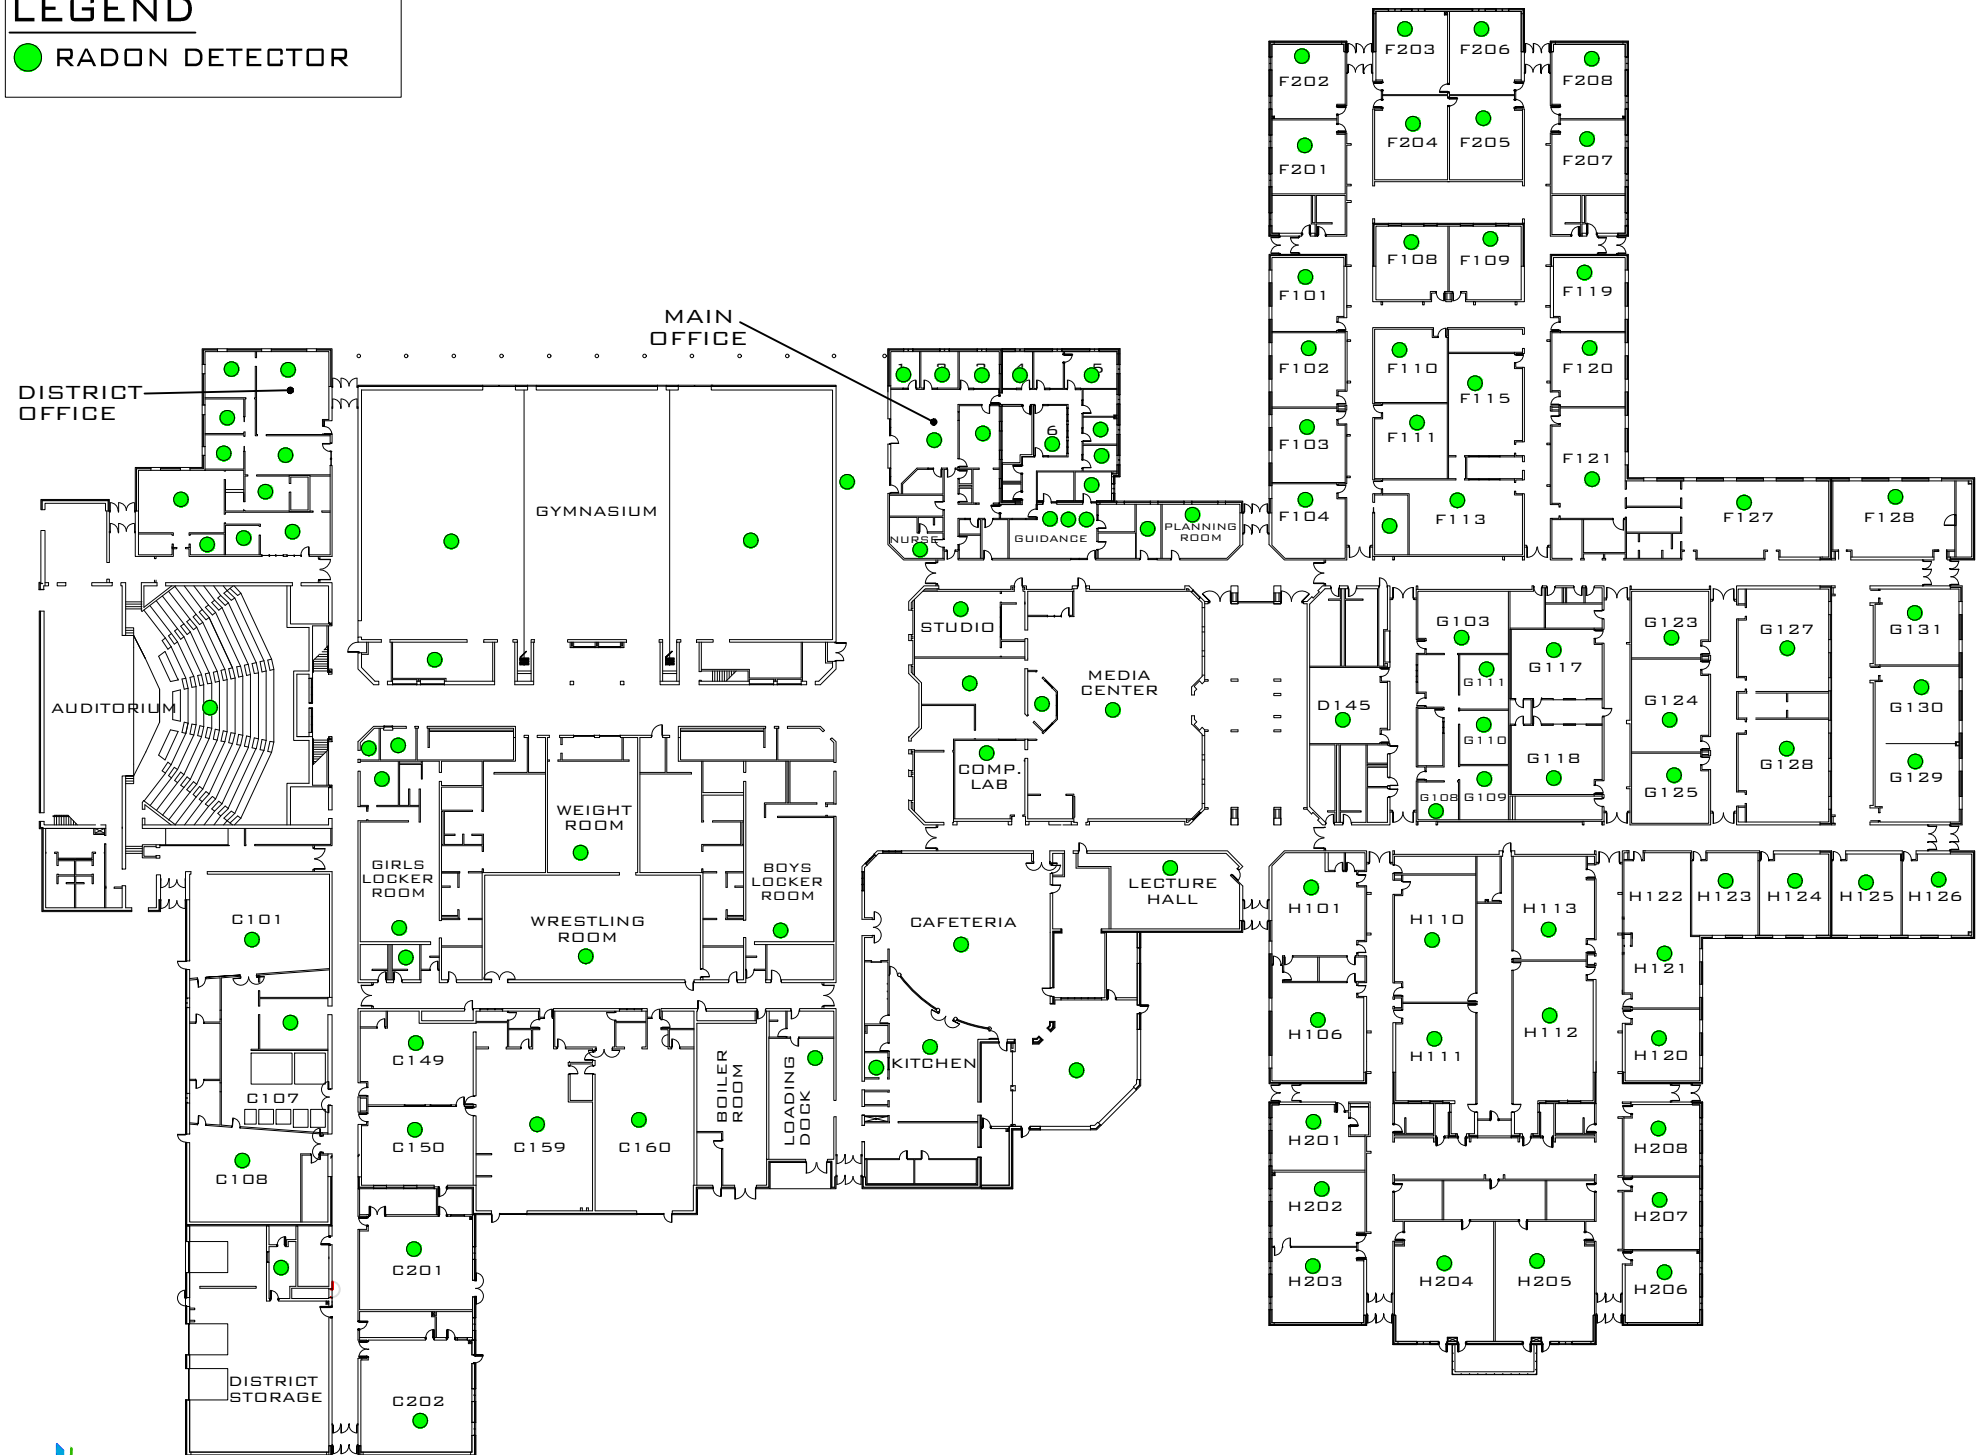 LEGEND
RADON DETECTOR
F203
F206
F202
F208
F204
F205
F201
F207
F108
F109
F101
F119
MAIN
OFFICE
F102
F110
F120
F115
DISTRICT
OFFICE
1
2
3
4
5
6
F103
F111
F121
GYMNASIUM
F104
F113
F127
F128
NURSE
GUIDANCE
PLANNING
ROOM
STUDIO
G103
G123
G127
G131
G117
MEDIA
CENTER
G111
AUDITORIUM
D145
G124
G130
G110
COMP.
LAB
G118
G128
G129
G108
G109
G125
WEIGHT
ROOM
GIRLS
LOCKER
ROOM
BOYS
LOCKER
ROOM
LECTURE
HALL
C101
WRESTLING
ROOM
CAFETERIA
H101
H110
H113
H122
H123
H124
H125
H126
H121
H106
H112
C149
KITCHEN
H111
H120
C107
BOILER
ROOM
LOADING
DOCK
C150
C159
C160
H201
H208
C108
H202
H207
C201
H203
H204
H205
H206
DISTRICT
STORAGE
C202